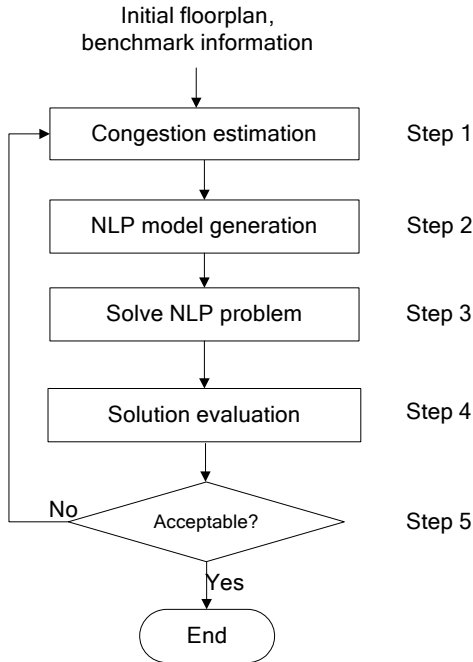 Initial floorplan,
benchmark information
Congestion estimation
Step 1
NLP model generation
Step 2
Solve NLP problem
Step 3
Solution evaluation
Step 4
No
Acceptable?
Step 5
Yes
End